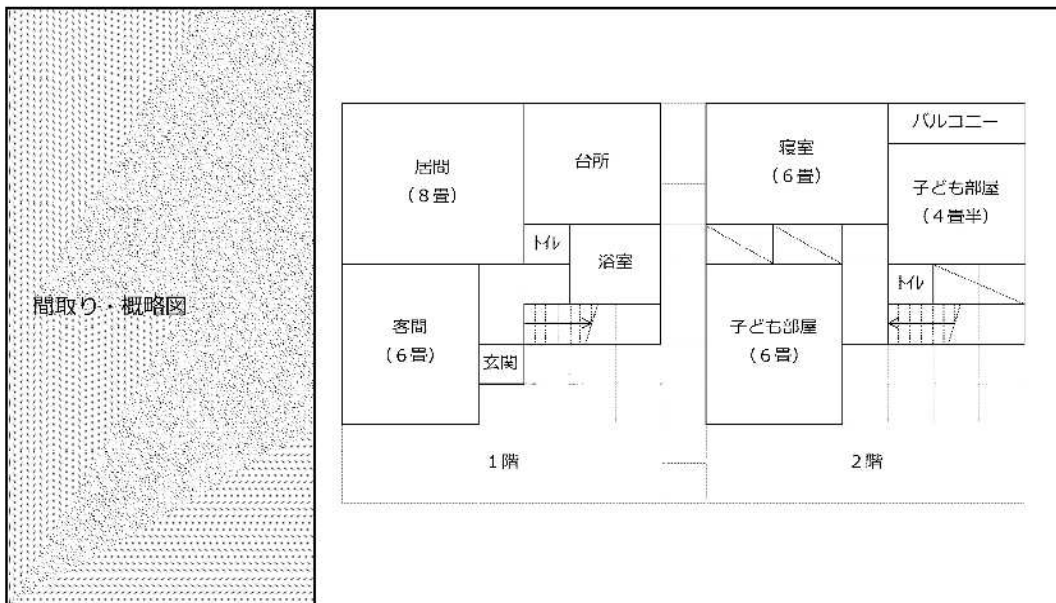 間取り・概略図
居間
(8畳)
台所
トイレ
浴室
客間
(6畳)
玄関
1階
寝室
(6畳)
バルコニー
子ども部屋
(4畳半)
トイレ
子ども部屋
(6畳)
2階